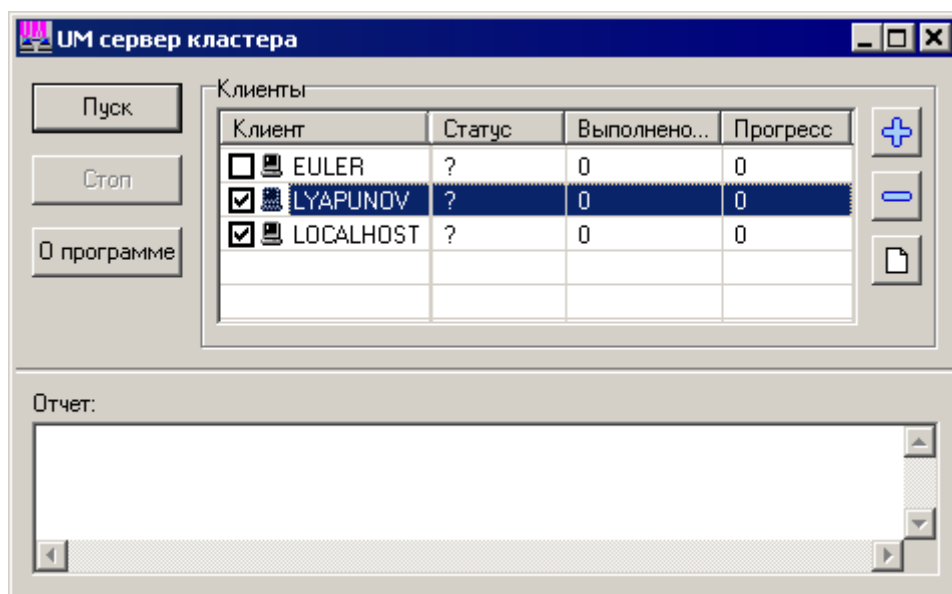 UM сервер кластера
Пуск
Стоп
О программе
Клиенты
Клиент Статус Выполнено... Прогресс
EULER ? 0 0
LYAPUNOV ? 0 0
LOCALHOST ? 0 0
Отчет: